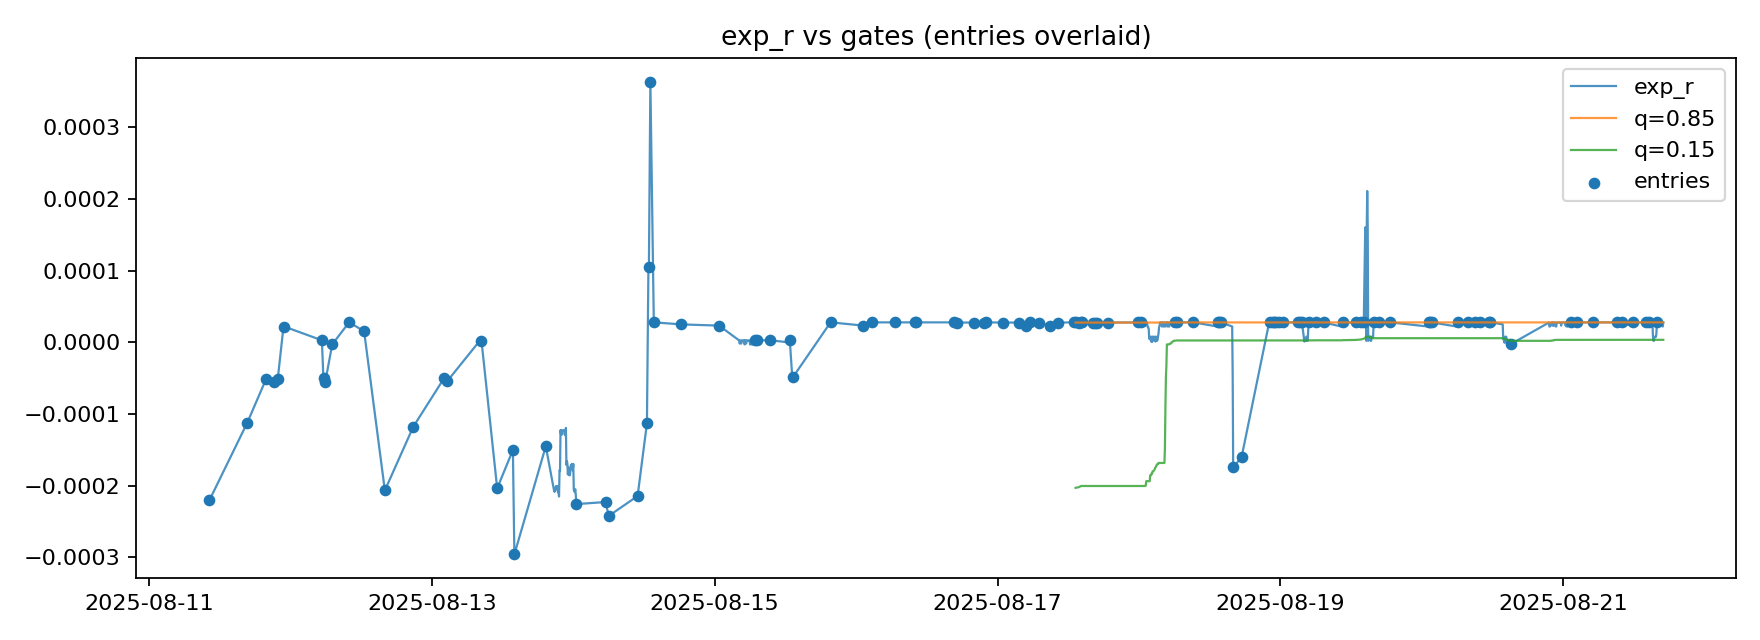 exp_r vs gates (entries overlaid)
exp_r
q=0.85
q=0.15
entries
0.0003
0.0002
0.0001
0.0000
−0.0001
−0.0002
−0.0003
2025-08-11 2025-08-13 2025-08-15 2025-08-17 2025-08-19 2025-08-21